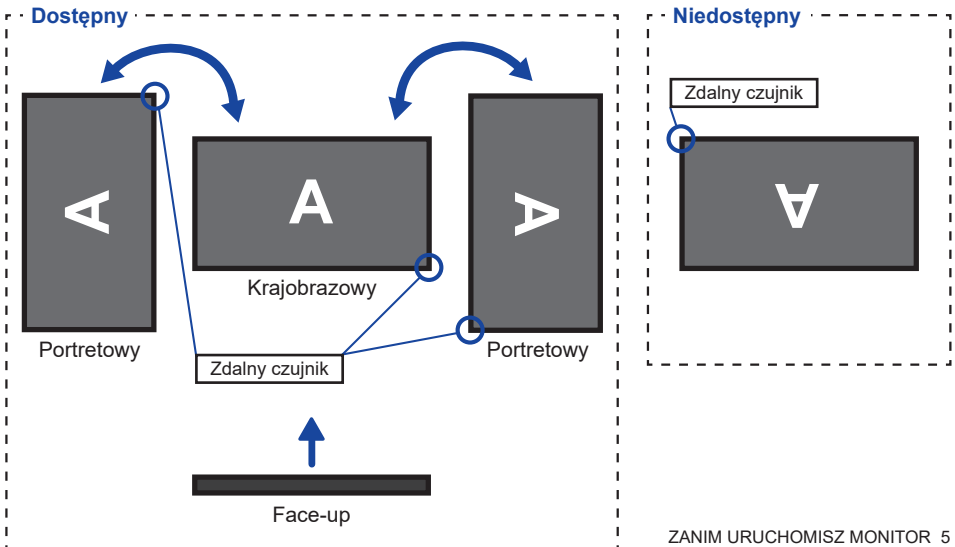 Dostępny
A
A
A
Krajobrazowy
Portretowy
Portretowy
Zdalny czujnik
Face-up
Niedostępny
Zdalny czujnik
A
ZANIM URUCHOMISZ MONITOR 5